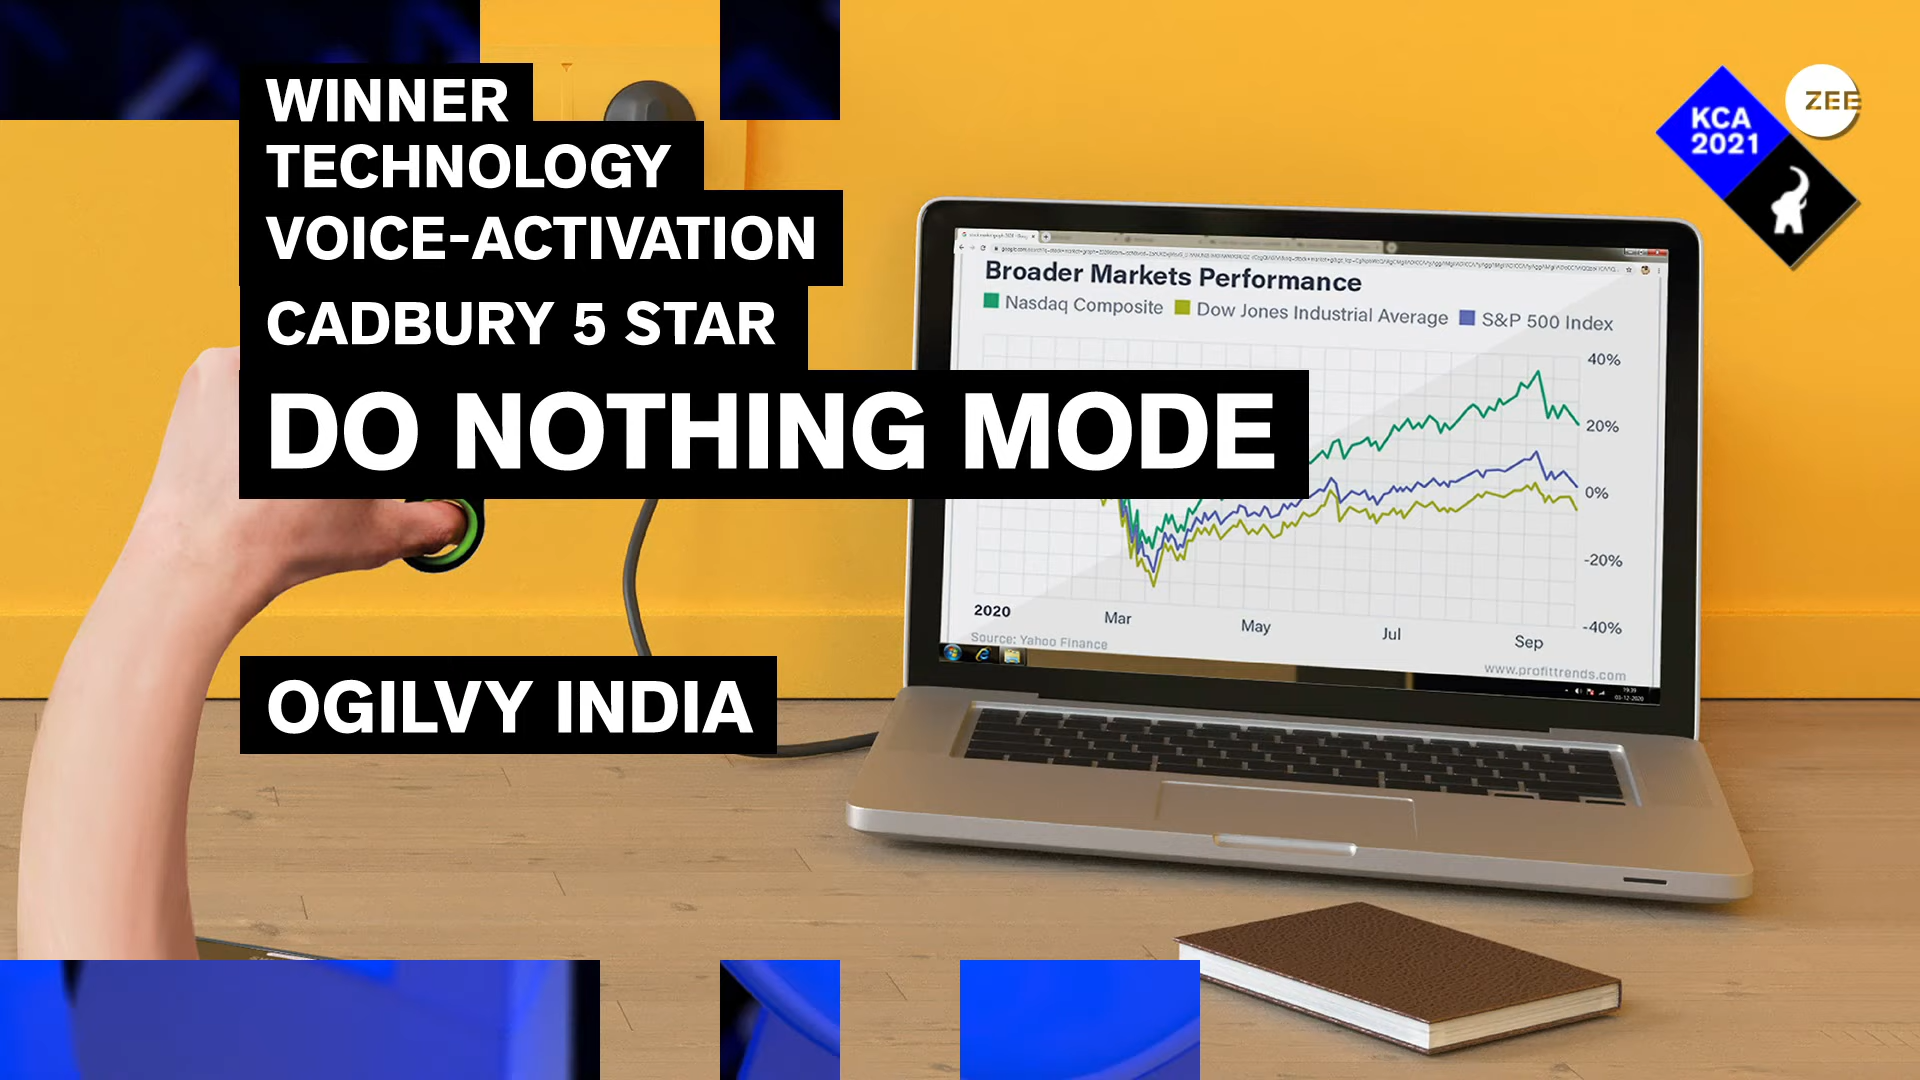 WINNER
TECHNOLOGY
VOICE-ACTIVATION
CADBURY 5 STAR
DO NOTHING MODE
OGILVY INDIA
KCA
2021
ZEE
Broader Markets Performance
Nasdaq Composite Dow Jones Industrial Average S&P 500 Index
40%
20%
0%
-20%
-40%
2020 Mar May Jul Sep
Source: Yahoo Finance
www.profittrends.com